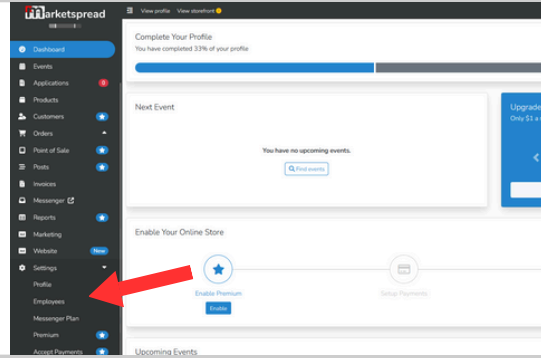 Marketspread
View profile View storefront
Complete Your Profile
You have completed 33% of your profile
Dashboard
Events
Applications 0
Products
Customers
Orders
Point of Sale
Posts
Invoices
Messenger
Reports
Marketing
Website New
Settings
Profile
Employees
Messenger Plan
Premium
Accept Payments
Next Event
You have no upcoming events.
Find events
Upgrade
Only $1 a
Enable Your Online Store
Enable Premium
Enable
Setup Payments
Upcoming Events